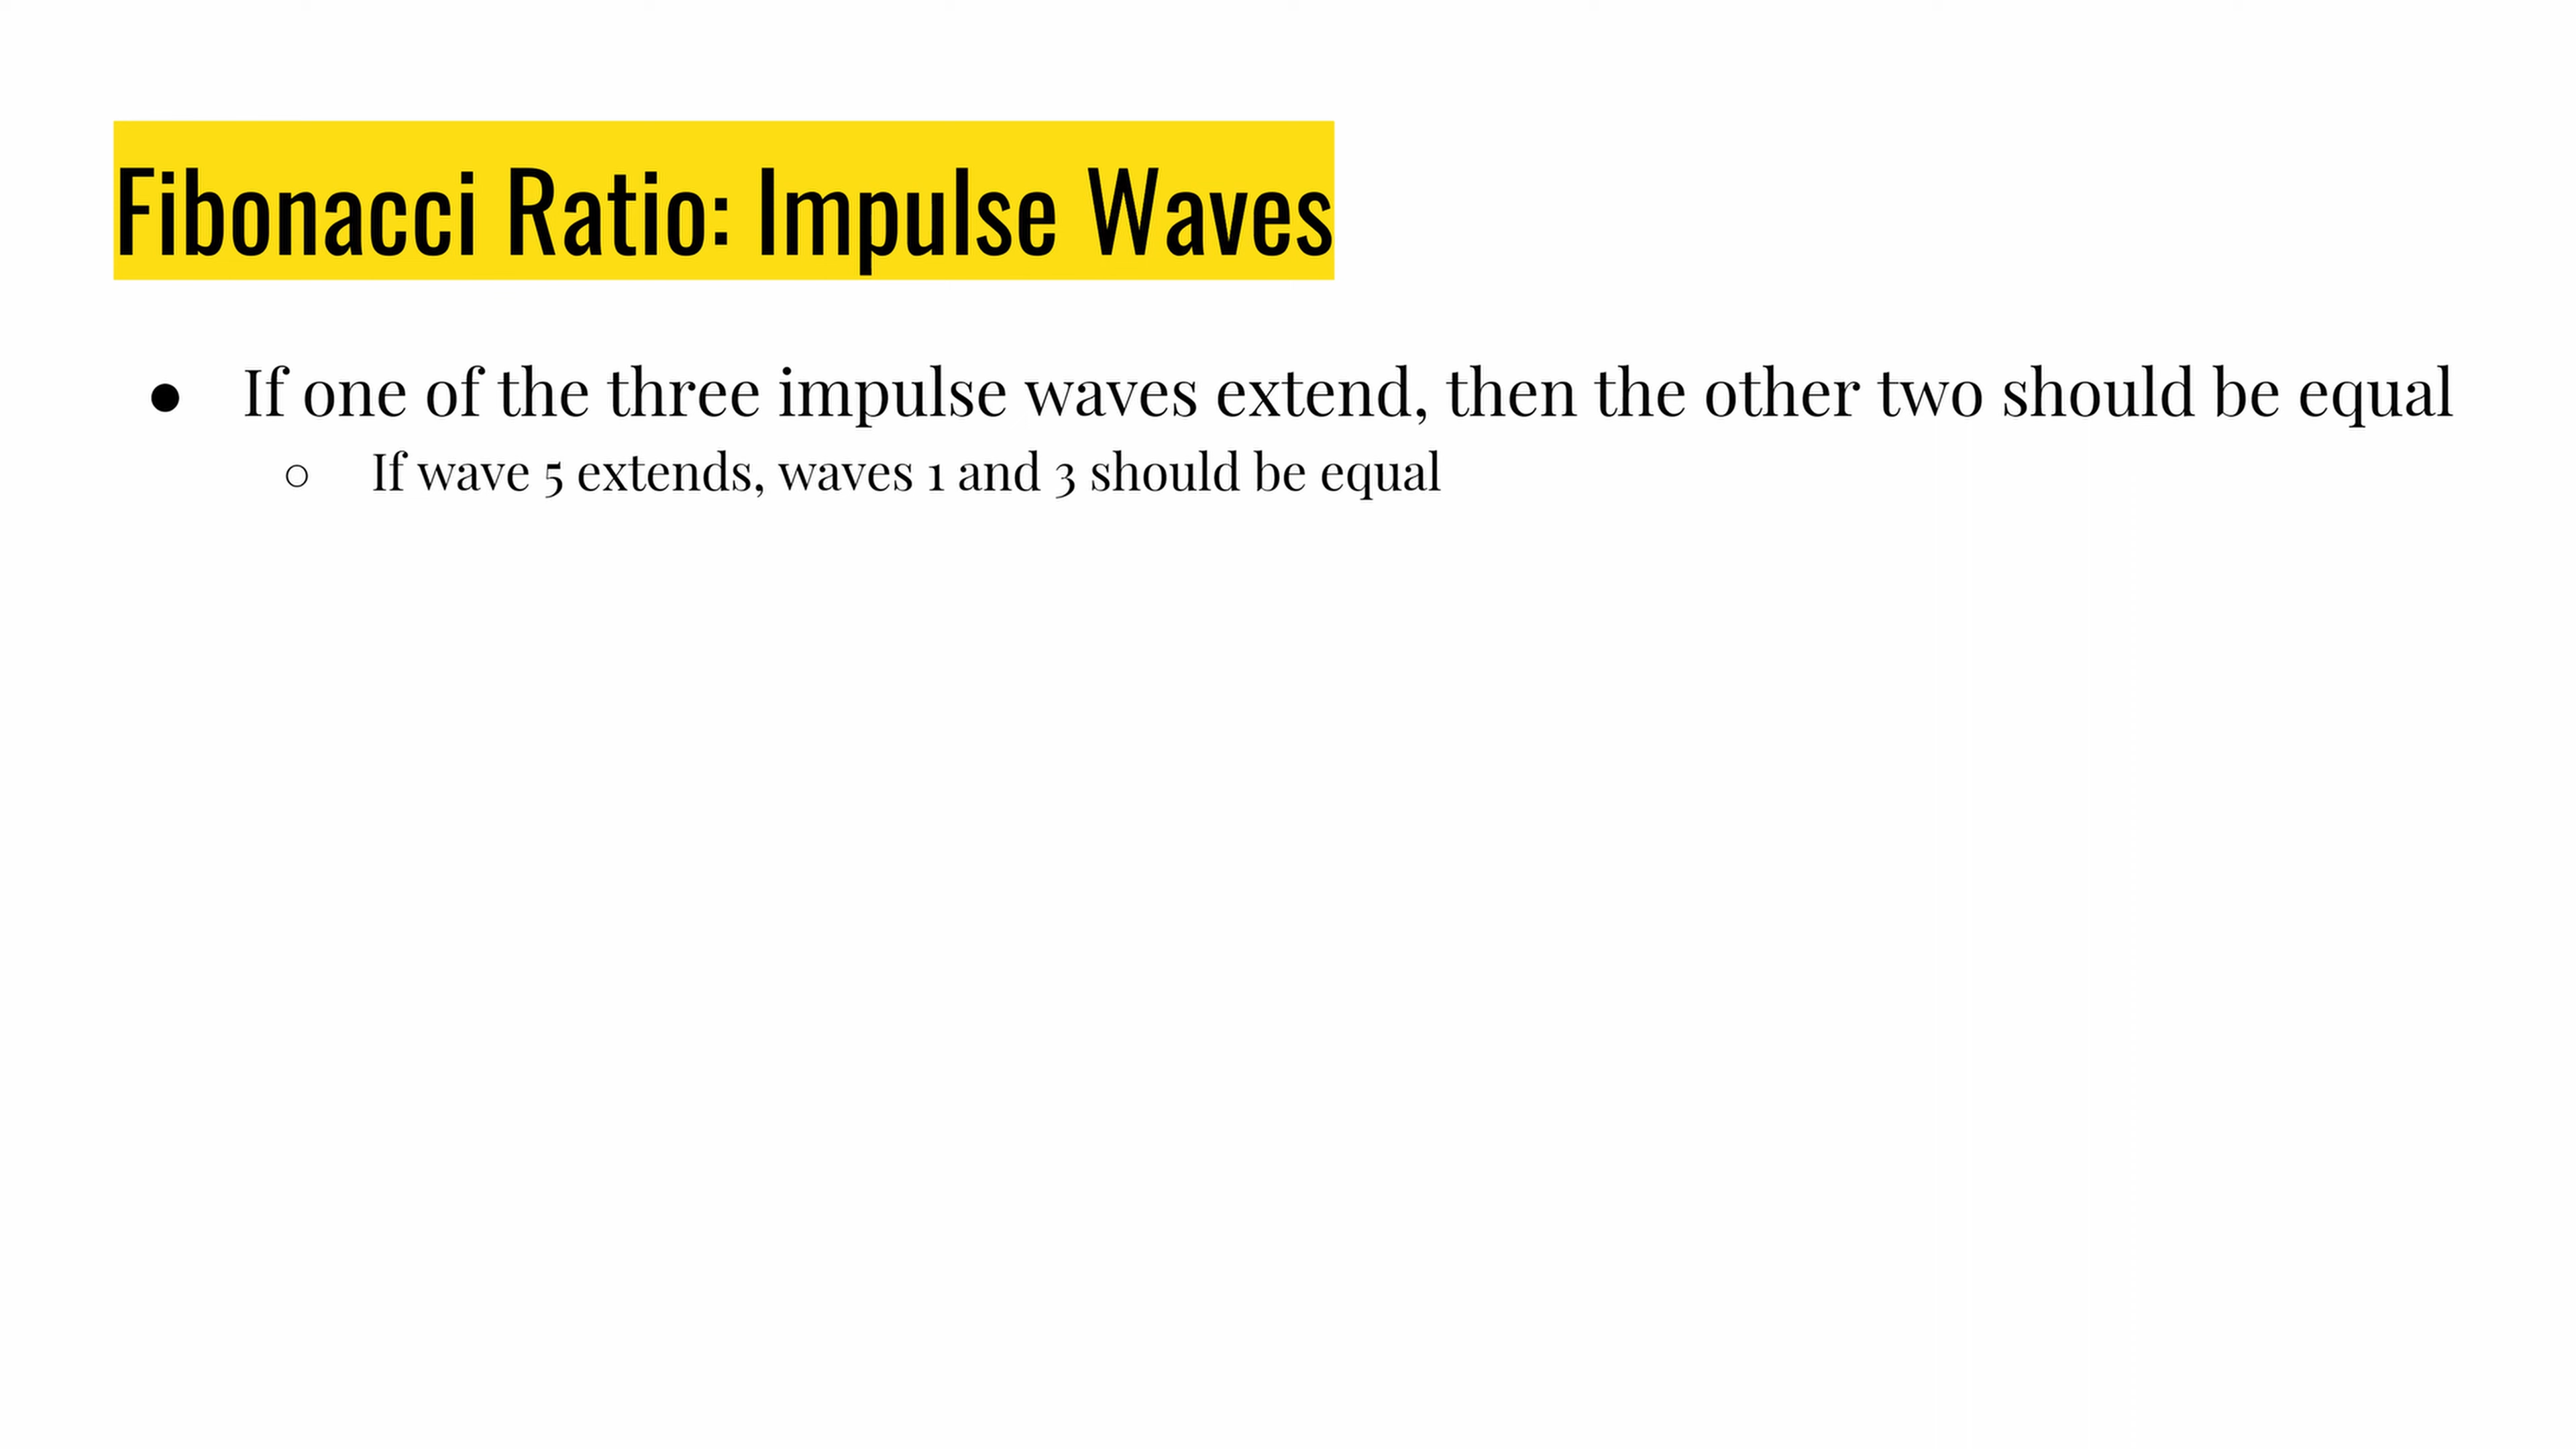 Fibonacci Ratio: Impulse Waves
● If one of the three impulse waves extend, then the other two should be equal
○ If wave 5 extends, waves 1 and 3 should be equal